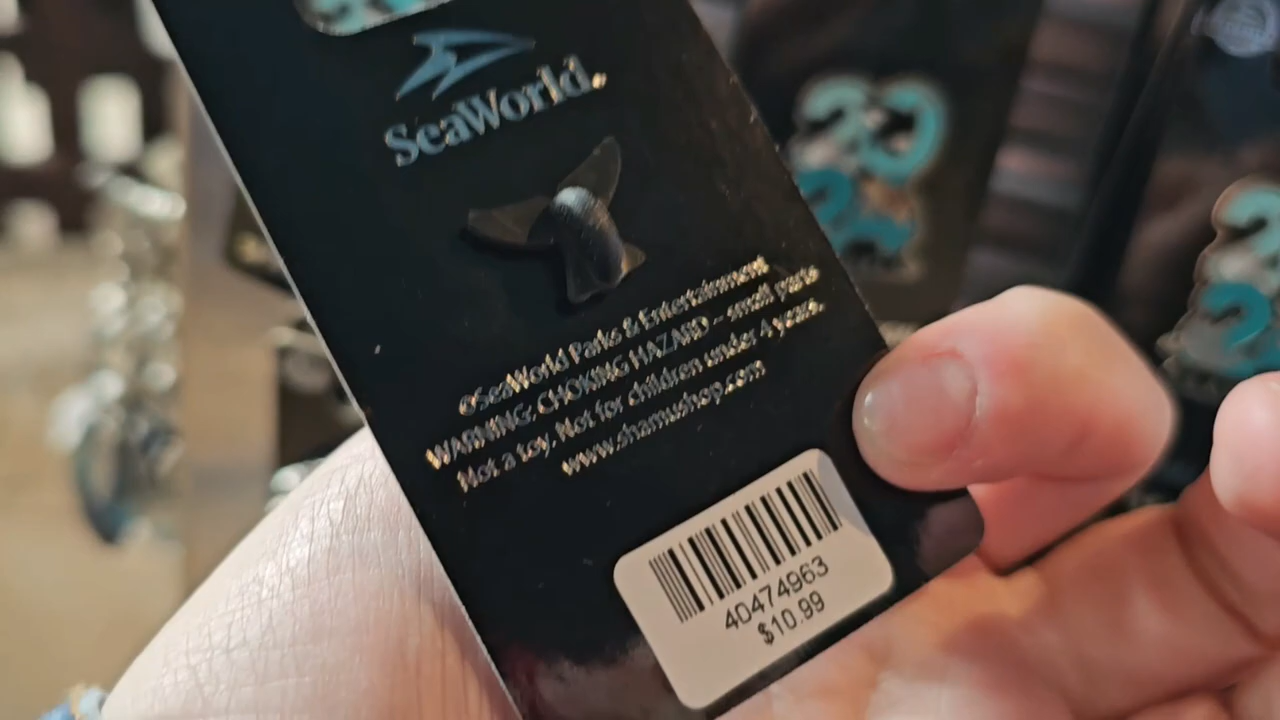 SeaWorld.
©SeaWorld Parks & Entertainment
WARNING: CHOKING HAZARD – small parts
Not a toy. Not for children under 4 years.
www.shamushop.com
40474963
$10.99